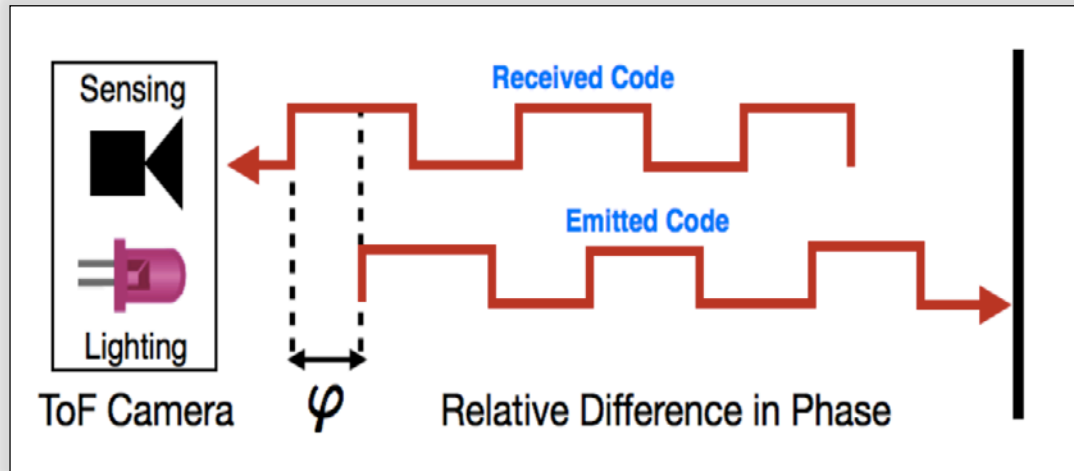 Sensing
Received Code
Emitted Code
Lighting
ToF Camera
φ
Relative Difference in Phase